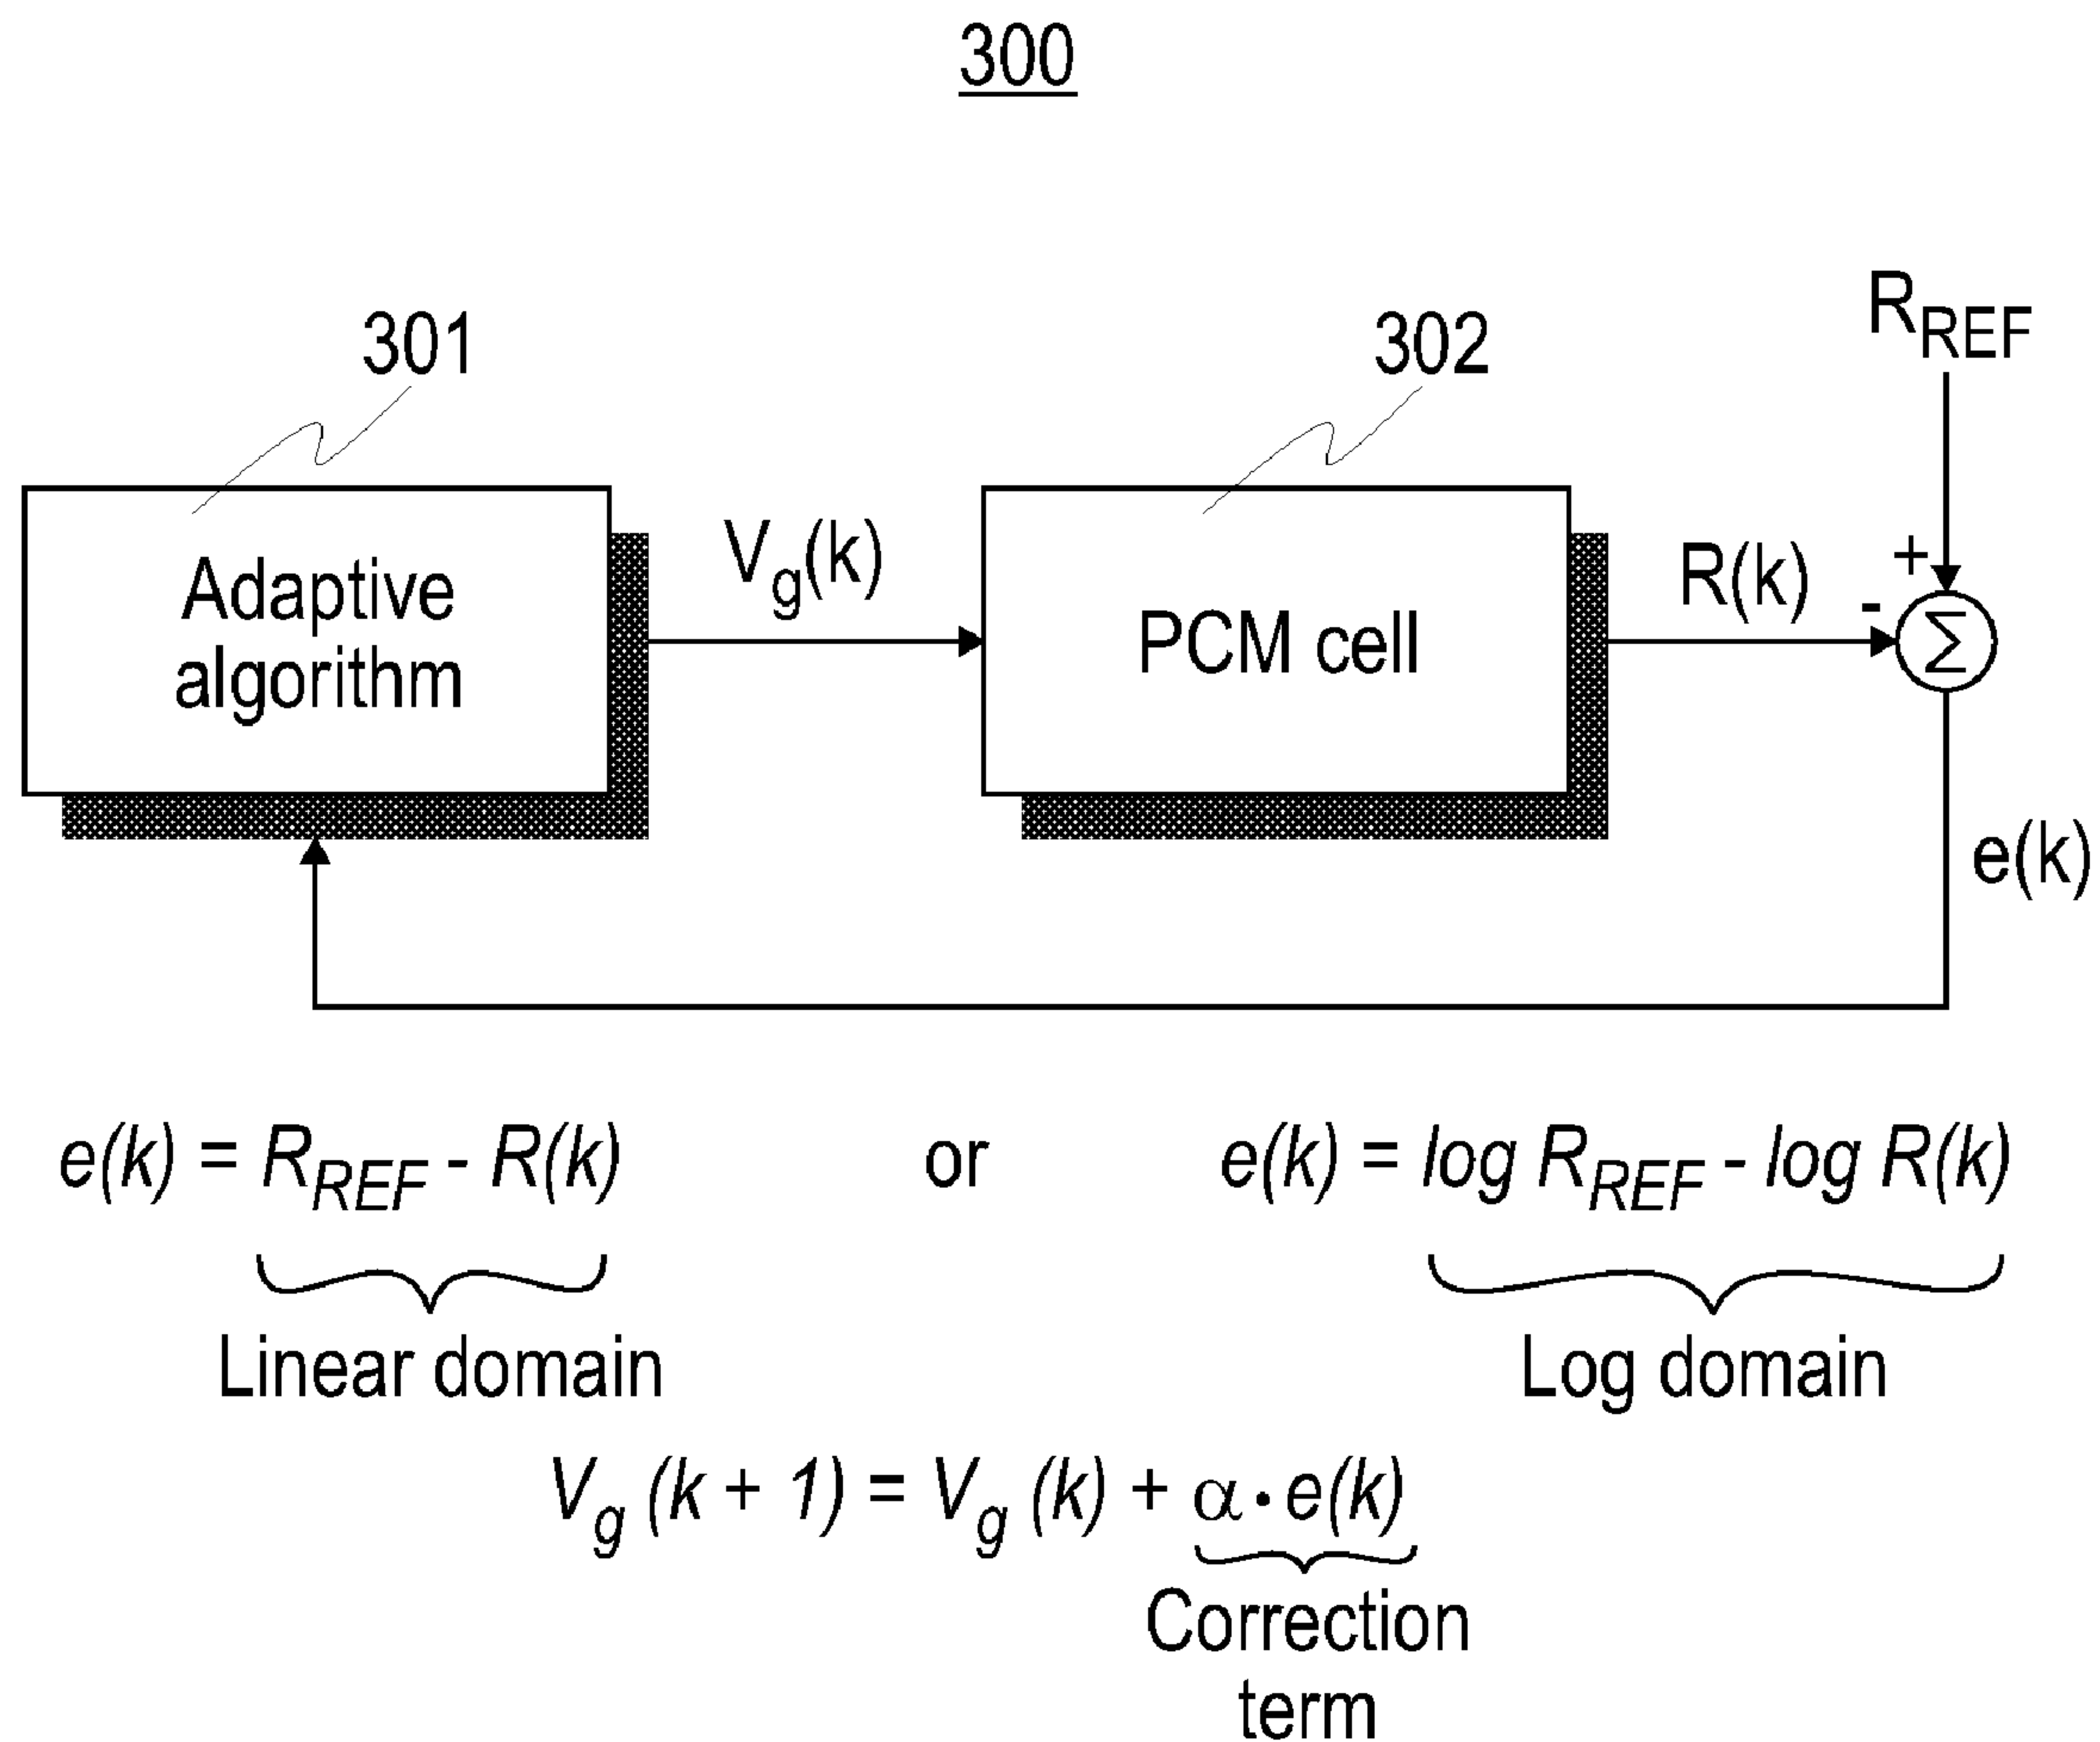 300
301
302
R_REF
Adaptive
algorithm
V_g(k)
PCM cell
R(k)
+
-
Σ
e(k)
e(k) = R_REF - R(k)
or
e(k) = log R_REF - log R(k)
Linear domain
Log domain
V_g (k + 1) = V_g (k) + α • e(k)
Correction
term